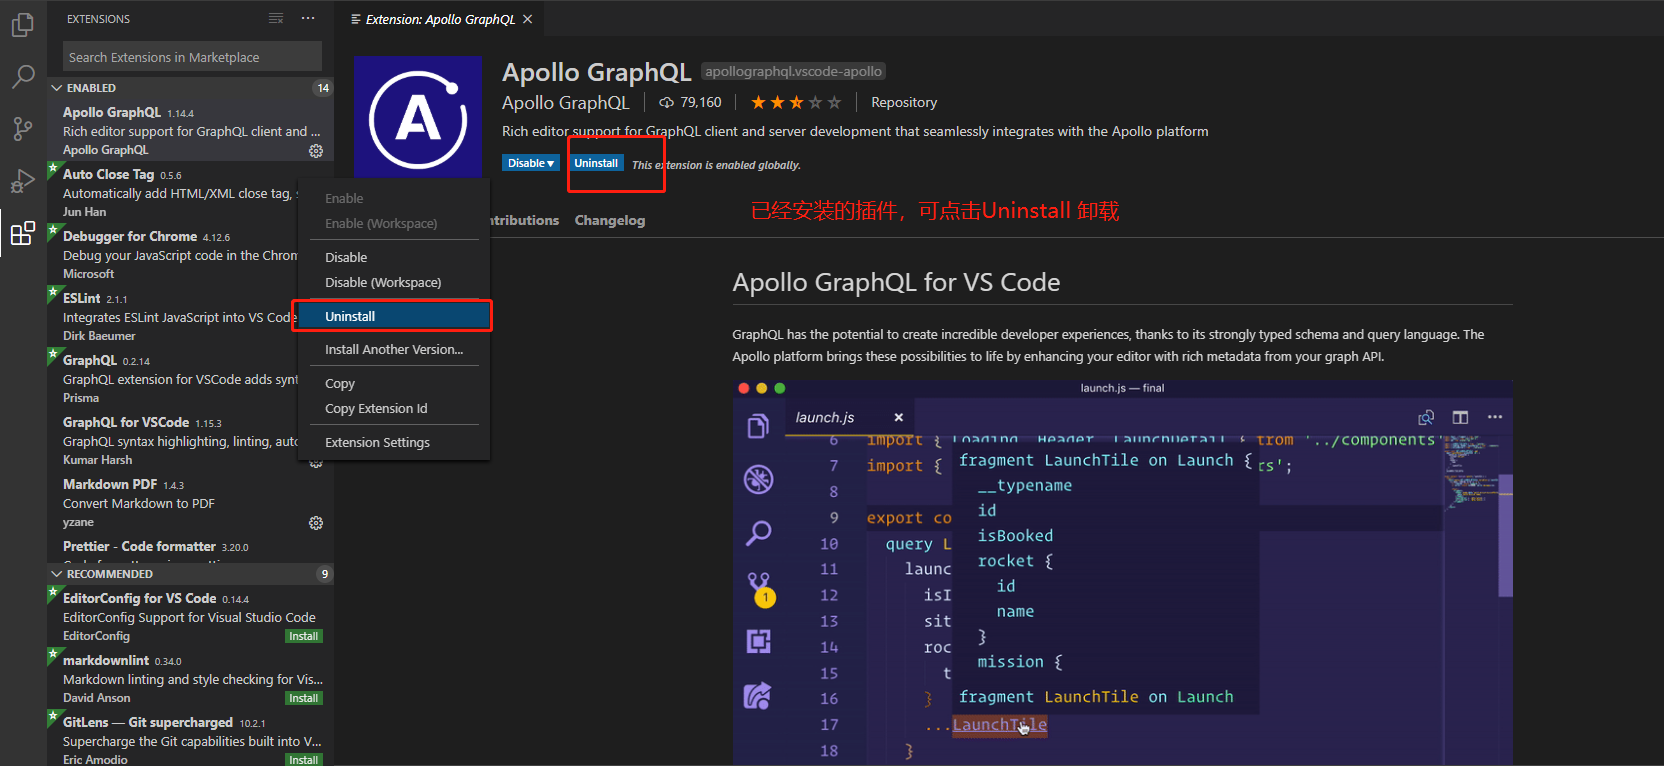 EXTENSIONS
Search Extensions in Marketplace
ENABLED 14
Apollo GraphQL 1.14.4
Rich editor support for GraphQL client and ...
Apollo GraphQL
Auto Close Tag 0.5.6
Automatically add HTML/XML close tag, s
Jun Han
Debugger for Chrome 4.12.6
Debug your JavaScript code in the Chrom
Microsoft
ESLint 2.1.1
Integrates ESLint JavaScript into VS Code
Dirk Baeumer
GraphQL 0.2.14
GraphQL extension for VSCode adds synt
Prisma
GraphQL for VSCode 1.15.3
GraphQL syntax highlighting, linting, auto
Kumar Harsh
Markdown PDF 1.4.3
Convert Markdown to PDF
yzane
Prettier - Code formatter 3.20.0
RECOMMENDED 9
EditorConfig for VS Code 0.14.4
EditorConfig Support for Visual Studio Code
EditorConfig Install
markdownlint 0.34.0
Markdown linting and style checking for Vis...
David Anson Install
GitLens — Git supercharged 10.2.1
Supercharge the Git capabilities built into V...
Eric Amodio Install
Enable
Enable (Workspace)
Disable
Disable (Workspace)
Uninstall
Install Another Version...
Copy
Copy Extension Id
Extension Settings
Extension: Apollo GraphQL
Apollo GraphQL apollographql.vscode-apollo
Apollo GraphQL 79,160 Repository
Rich editor support for GraphQL client and server development that seamlessly integrates with the Apollo platform
Disable Uninstall This extension is enabled globally.
已经安装的插件，可点击Uninstall 卸载
ntributions Changelog
Apollo GraphQL for VS Code
GraphQL has the potential to create incredible developer experiences, thanks to its strongly typed schema and query language. The
Apollo platform brings these possibilities to life by enhancing your editor with rich metadata from your graph API.
launch.js — final
launch.js
6 import { Loading, Header, LaunchDetail } from '../components'
7 import { rs';
8
9 export co
10 query L
11 launc
12 isI
13 sit
14 roc
15 t
16 }
17 ...LaunchTile
18 }
fragment LaunchTile on Launch {
__typename
id
isBooked
rocket {
id
name
}
mission {
fragment LaunchTile on Launch
1